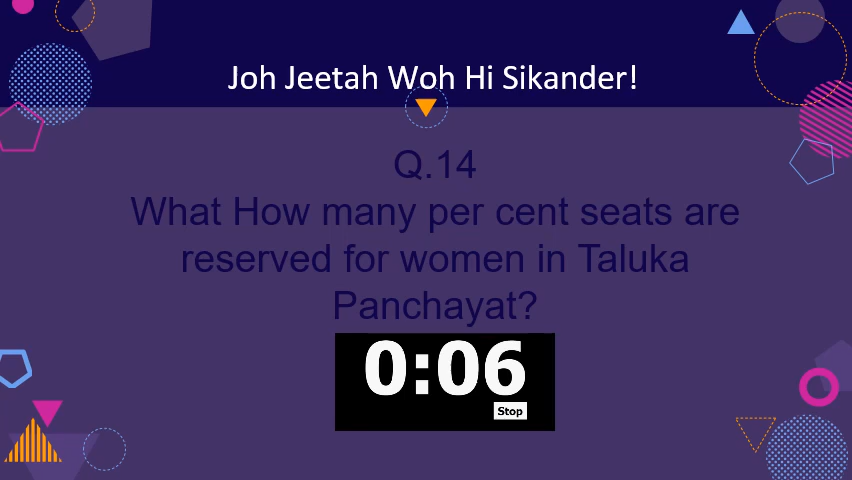 Joh Jeetah Woh Hi Sikander!
Q.14
What How many per cent seats are
reserved for women in Taluka
Panchayat?
0:06
Stop